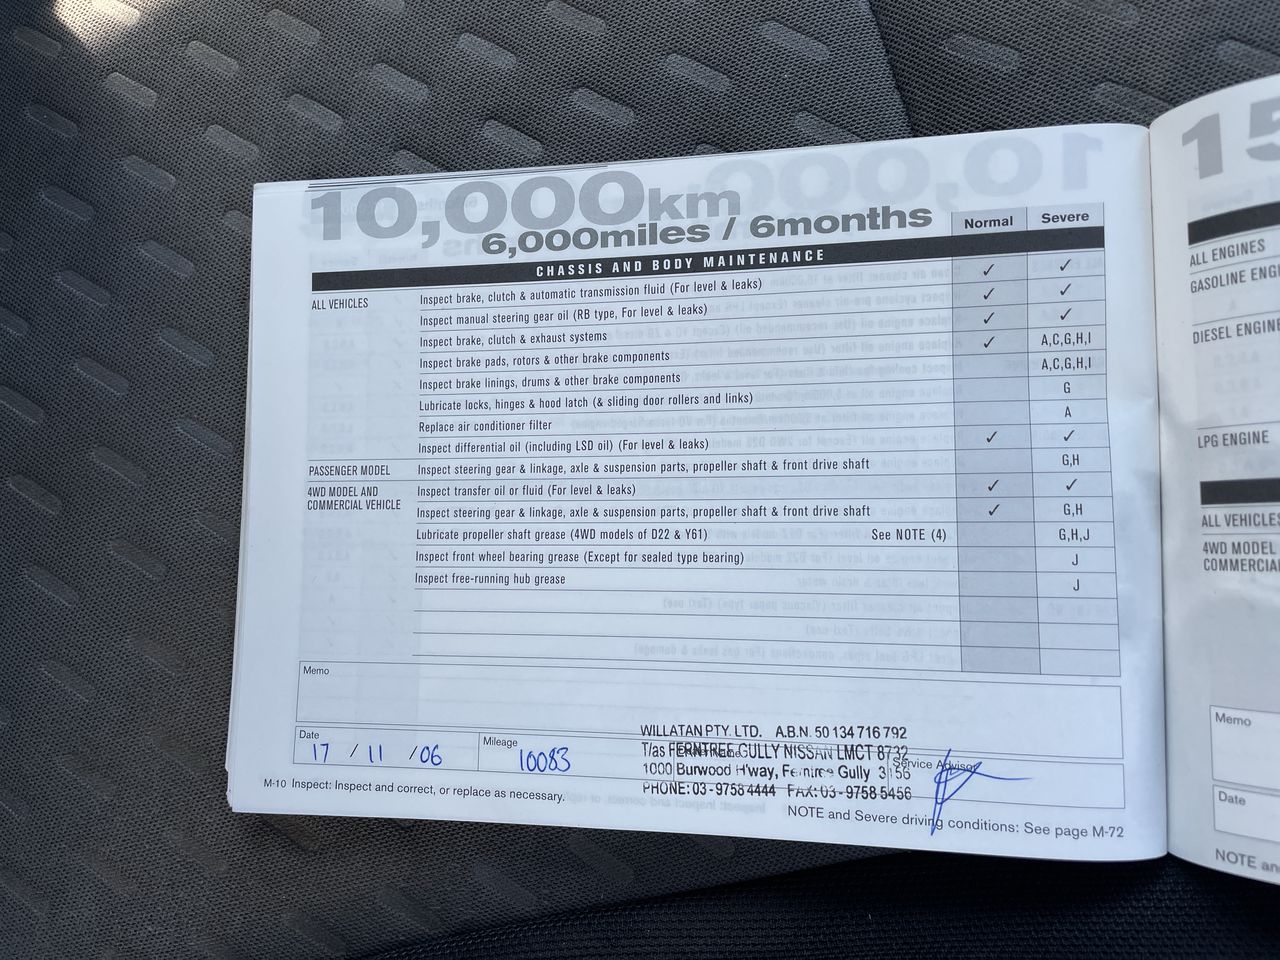 10,000km
6,000miles / 6months
Normal Severe
CHASSIS AND BODY MAINTENANCE
ALL VEHICLES Inspect brake, clutch & automatic transmission fluid (For level & leaks) ✓ ✓
Inspect manual steering gear oil (RB type, For level & leaks) ✓ ✓
Inspect brake, clutch & exhaust systems ✓ ✓
Inspect brake pads, rotors & other brake components ✓ A,C,G,H,I
Inspect brake linings, drums & other brake components A,C,G,H,I
Lubricate locks, hinges & hood latch (& sliding door rollers and links) G
Replace air conditioner filter A
Inspect differential oil (including LSD oil) (For level & leaks) ✓ ✓
PASSENGER MODEL Inspect steering gear & linkage, axle & suspension parts, propeller shaft & front drive shaft G,H
4WD MODEL AND COMMERCIAL VEHICLE Inspect transfer oil or fluid (For level & leaks) ✓ ✓
Inspect steering gear & linkage, axle & suspension parts, propeller shaft & front drive shaft ✓ G,H
Lubricate propeller shaft grease (4WD models of D22 & Y61) See NOTE (4) G,H,J
Inspect front wheel bearing grease (Except for sealed type bearing) J
Inspect free-running hub grease J
Memo
Date 17 / 11 / 06
Mileage 10083
WILLATAN PTY. LTD. A.B.N. 50 134 716 792
T/as FERNTREE GULLY NISSAN LMCT 8732
1000 Burwood H'way, Ferntree Gully 3156
PHONE: 03 - 9758 4444 FAX: 03 - 9758 5456
Service Advisor
M-10 Inspect: Inspect and correct, or replace as necessary.
NOTE and Severe driving conditions: See page M-72
15
ALL ENGINES
GASOLINE ENGI
DIESEL ENGIN
LPG ENGINE
ALL VEHICLES
4WD MODEL
COMMERCIA
Memo
Date
NOTE an